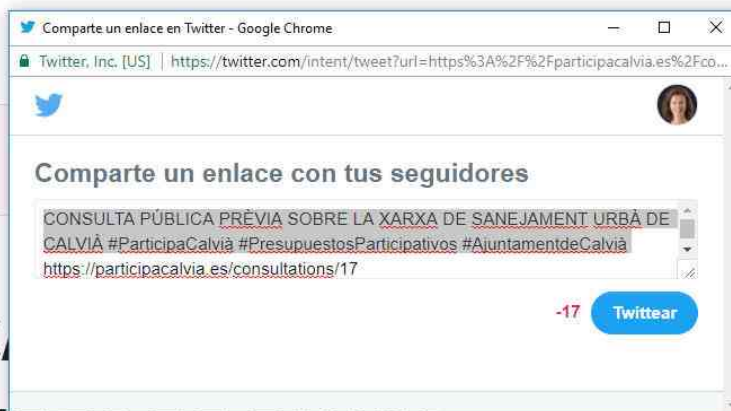 Comparte un enlace en Twitter - Google Chrome
Twitter, Inc. [US] | https://twitter.com/intent/tweet?url=https%3A%2F%2Fparticipacalvia.es%2Fco...
Comparte un enlace con tus seguidores
CONSULTA PÚBLICA PRÈVIA SOBRE LA XARXA DE SANEJAMENT URBÀ DE
CALVIÀ #ParticipaCalvià #PresupuestosParticipativos #AjuntamentdeCalvià
https://participacalvia.es/consultations/17
-17 Twittear